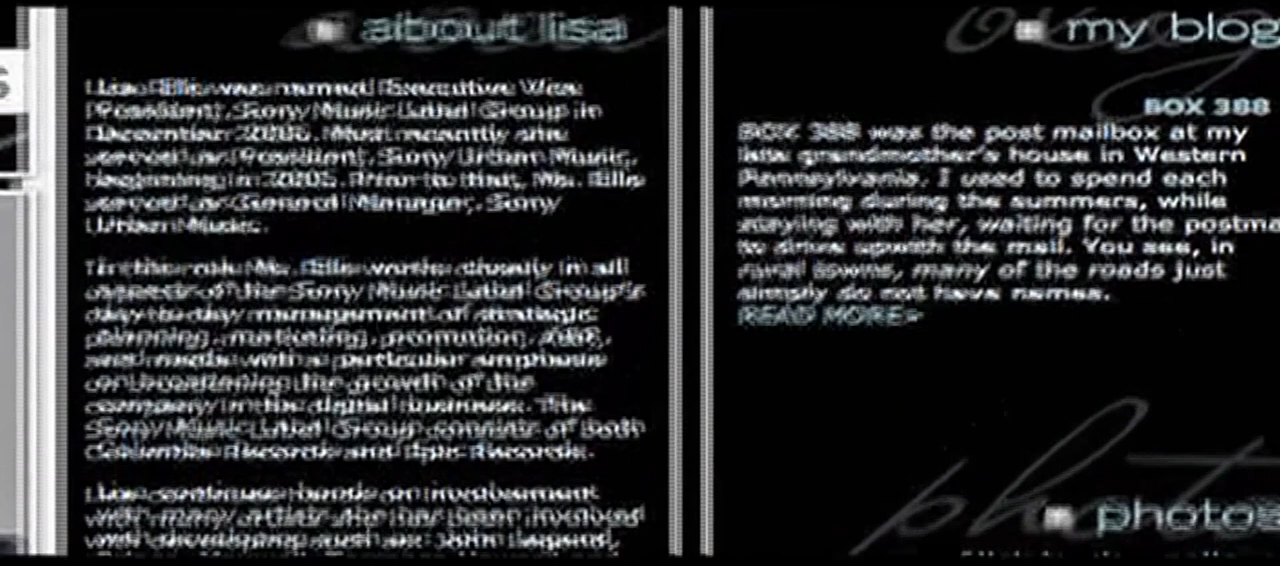 about lisa
Lisa Ellis was named Executive Vice
President, Sony Music Label Group in
December 2006. Most recently she
served as President, Sony Urban Music,
beginning in 2005. Prior to that, Ms. Ellis
served as General Manager, Sony
Urban Music.
In this role Ms. Ellis works closely in all
aspects of the Sony Music Label Group's
day-to-day management of strategic
planning, marketing, promotion, A&R,
and media with a particular emphasis
on broadening the growth of the
company in the digital business. The
Sony Music Label Group consists of both
Columbia Records and Epic Records.
Lisa continues hands on involvement
with many artists she has been involved
with developing such as: John Legend,
my blog
BOX 388
BOX 388 was the post mailbox at my
late grandmother's house in Western
Pennsylvania. I used to spend each
morning during the summers, while
staying with her, waiting for the postma
to drive up with the mail. You see, in
rural towns, many of the roads just
simply do not have names.
READ MORE>
photos